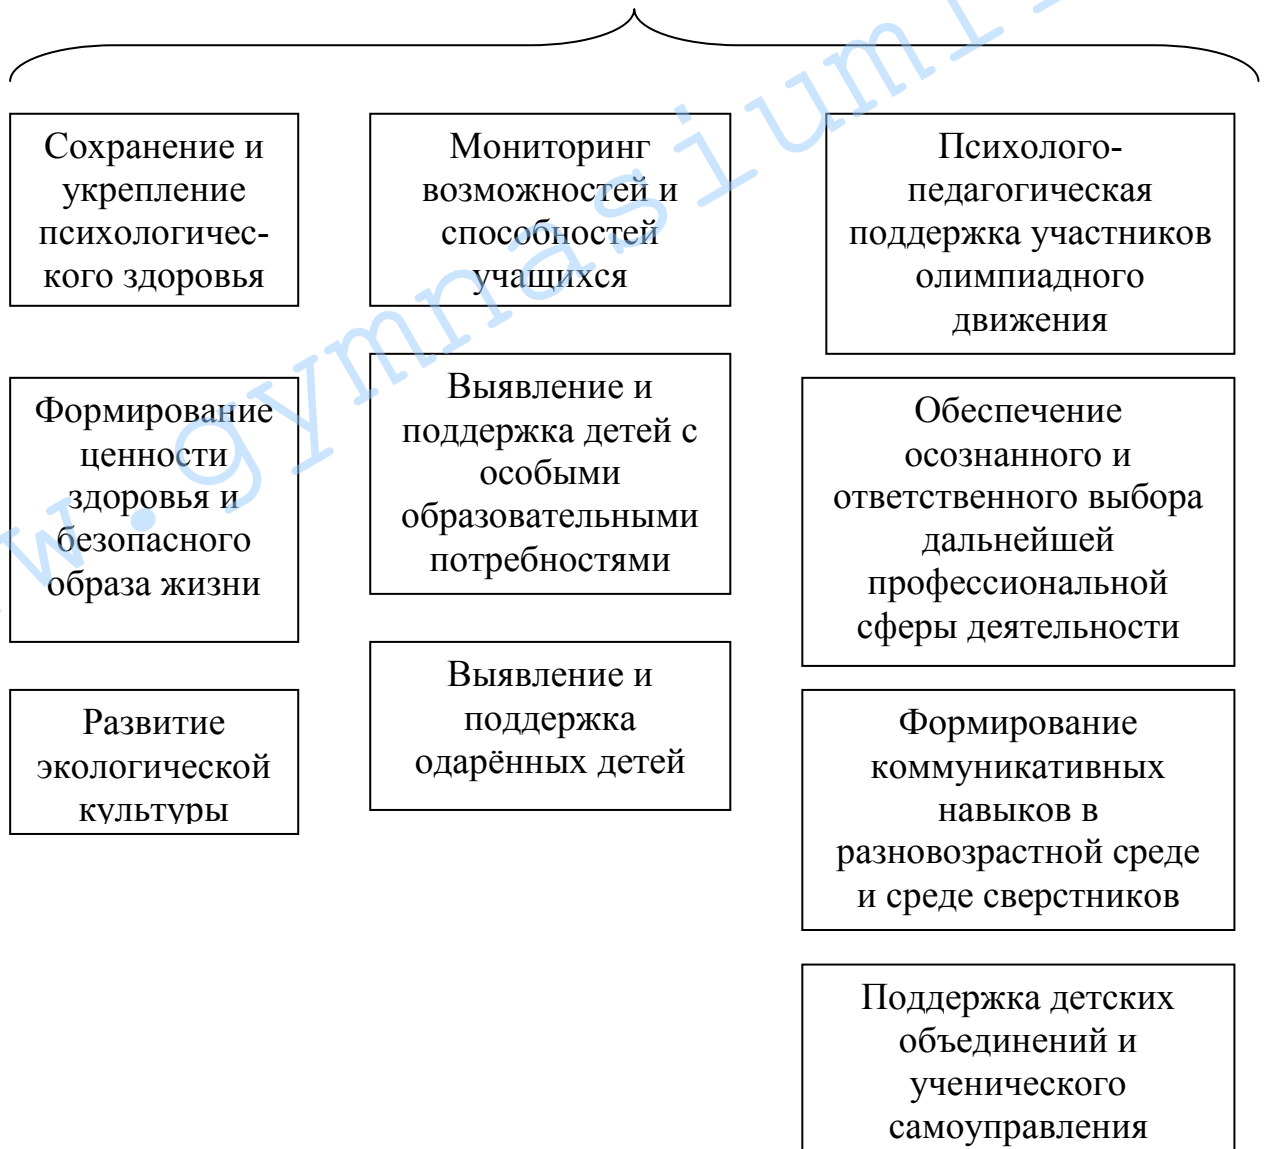 Сохранение и
укрепление
психологичес-
кого здоровья
Мониторинг
возможностей и
способностей
учащихся
Психолого-
педагогическая
поддержка участников
олимпиадного
движения
Формирование
ценности
здоровья и
безопасного
образа жизни
Выявление и
поддержка детей с
особыми
образовательными
потребностями
Обеспечение
осознанного и
ответственного выбора
дальнейшей
профессиональной
сферы деятельности
Развитие
экологической
культуры
Выявление и
поддержка
одарённых детей
Формирование
коммуникативных
навыков в
разновозрастной среде
и среде сверстников
Поддержка детских
объединений и
ученического
самоуправления